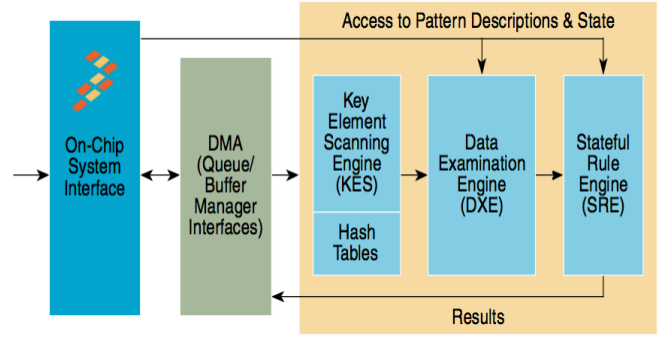 Access to Pattern Descriptions & State
On-Chip
System
Interface
DMA
(Queue/
Buffer
Manager
Interfaces)
Key
Element
Scanning
Engine
(KES)
Hash
Tables
Data
Examination
Engine
(DXE)
Stateful
Rule
Engine
(SRE)
Results